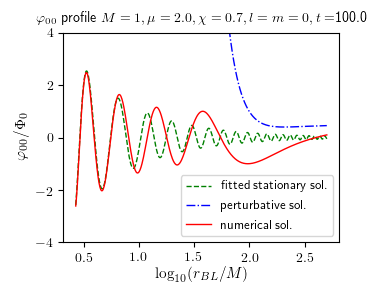 φ₀₀ profile M = 1, μ = 2.0, χ = 0.7, l = m = 0, t =100.0
φ₀₀/Φ₀
4
2
0
−2
−4
fitted stationary sol.
perturbative sol.
numerical sol.
0.5 1.0 1.5 2.0 2.5
log₁₀(r_BL/M)